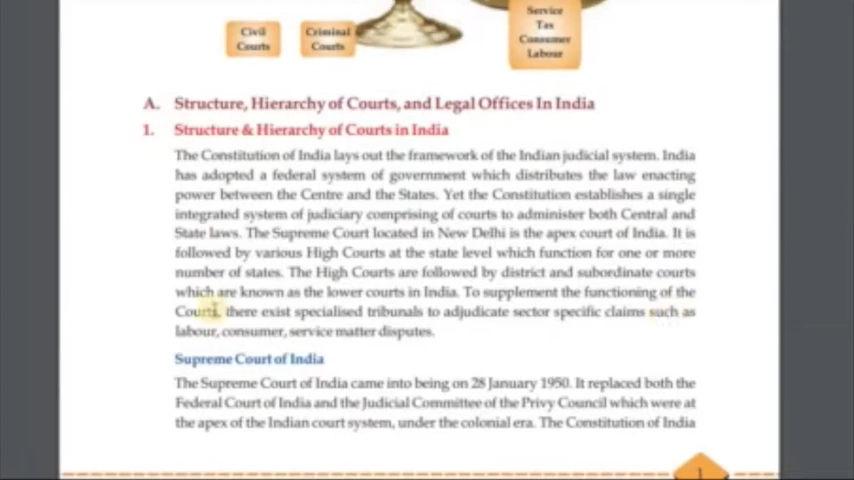 Civil
Courts
Criminal
Courts
Service
Tax
Consumer
Labour
A. Structure, Hierarchy of Courts, and Legal Offices In India
1. Structure & Hierarchy of Courts in India
The Constitution of India lays out the framework of the Indian judicial system. India
has adopted a federal system of government which distributes the law enacting
power between the Centre and the States. Yet the Constitution establishes a single
integrated system of judiciary comprising of courts to administer both Central and
State laws. The Supreme Court located in New Delhi is the apex court of India. It is
followed by various High Courts at the state level which function for one or more
number of states. The High Courts are followed by district and subordinate courts
which are known as the lower courts in India. To supplement the functioning of the
Courts, there exist specialised tribunals to adjudicate sector specific claims such as
labour, consumer, service matter disputes.
Supreme Court of India
The Supreme Court of India came into being on 28 January 1950. It replaced both the
Federal Court of India and the Judicial Committee of the Privy Council which were at
the apex of the Indian court system, under the colonial era. The Constitution of India
1